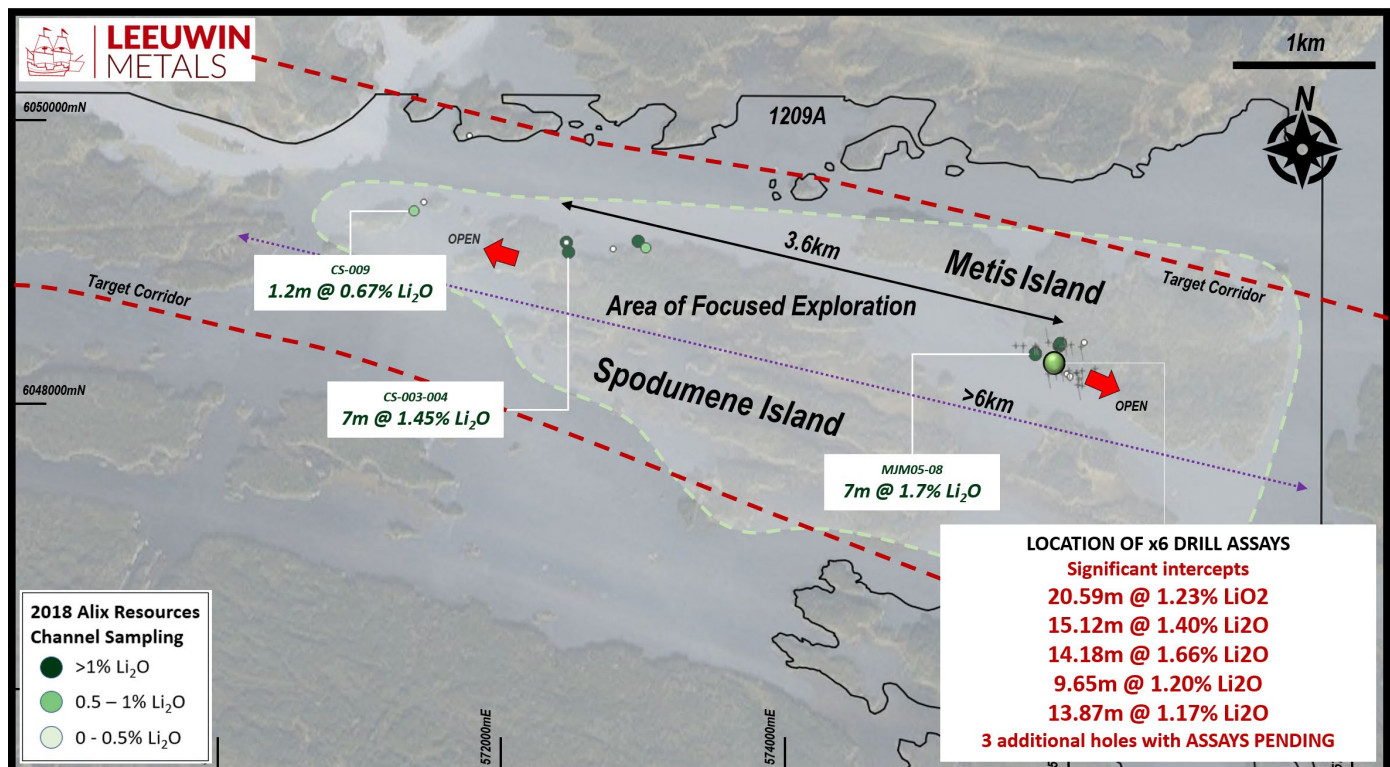 LEEUWIN
METALS
1km
6050000mN
1209A
N
3.6km
OPEN
Metis Island
Target Corridor
CS-009
1.2m @ 0.67% Li₂O
Target Corridor
Area of Focused Exploration
Spodumene Island
6048000mN
CS-003-004
7m @ 1.45% Li₂O
>6km
OPEN
MJM05-08
7m @ 1.7% Li₂O
LOCATION OF x6 DRILL ASSAYS
Significant intercepts
20.59m @ 1.23% LiO2
15.12m @ 1.40% Li2O
14.18m @ 1.66% Li2O
9.65m @ 1.20% Li2O
13.87m @ 1.17% Li2O
3 additional holes with ASSAYS PENDING
2018 Alix Resources
Channel Sampling
>1% Li₂O
0.5 – 1% Li₂O
0 - 0.5% Li₂O
572000mE
574000mE